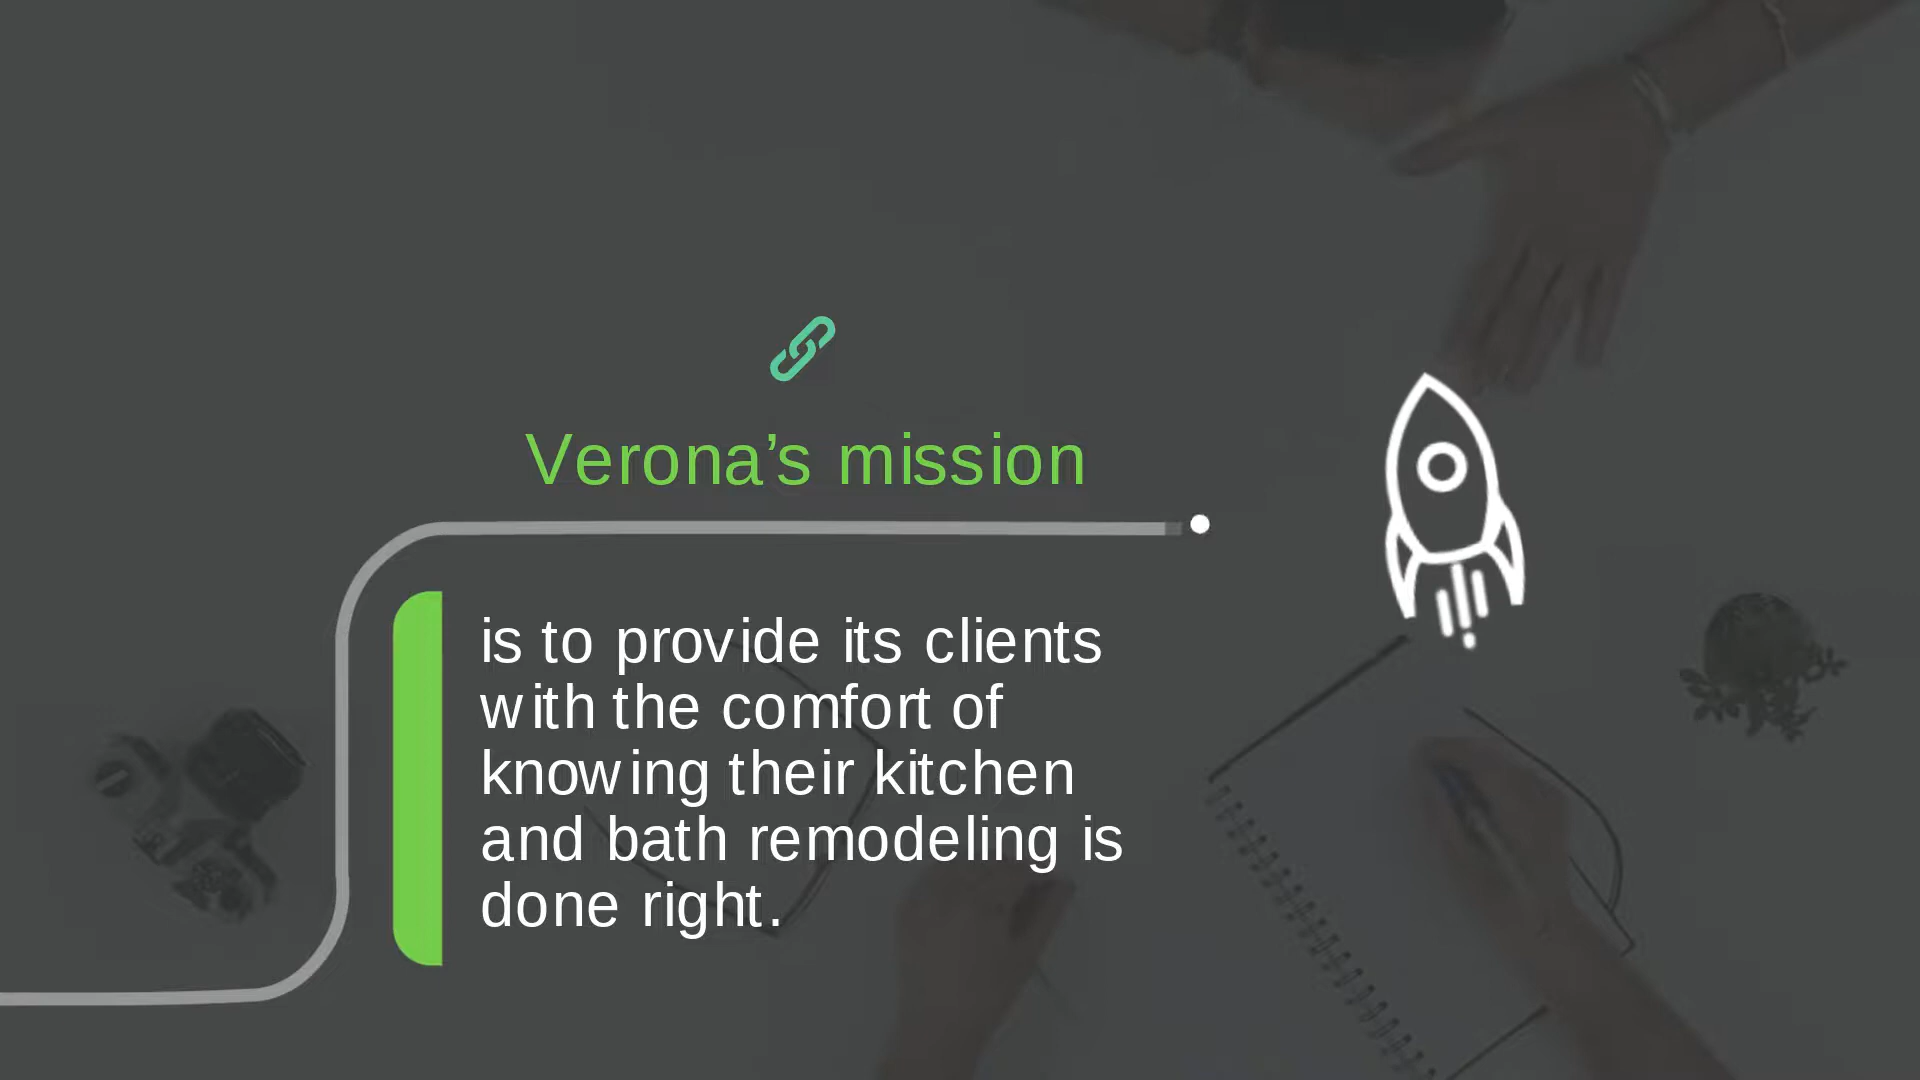 Verona’s mission
is to provide its clients
with the comfort of
knowing their kitchen
and bath remodeling is
done right.